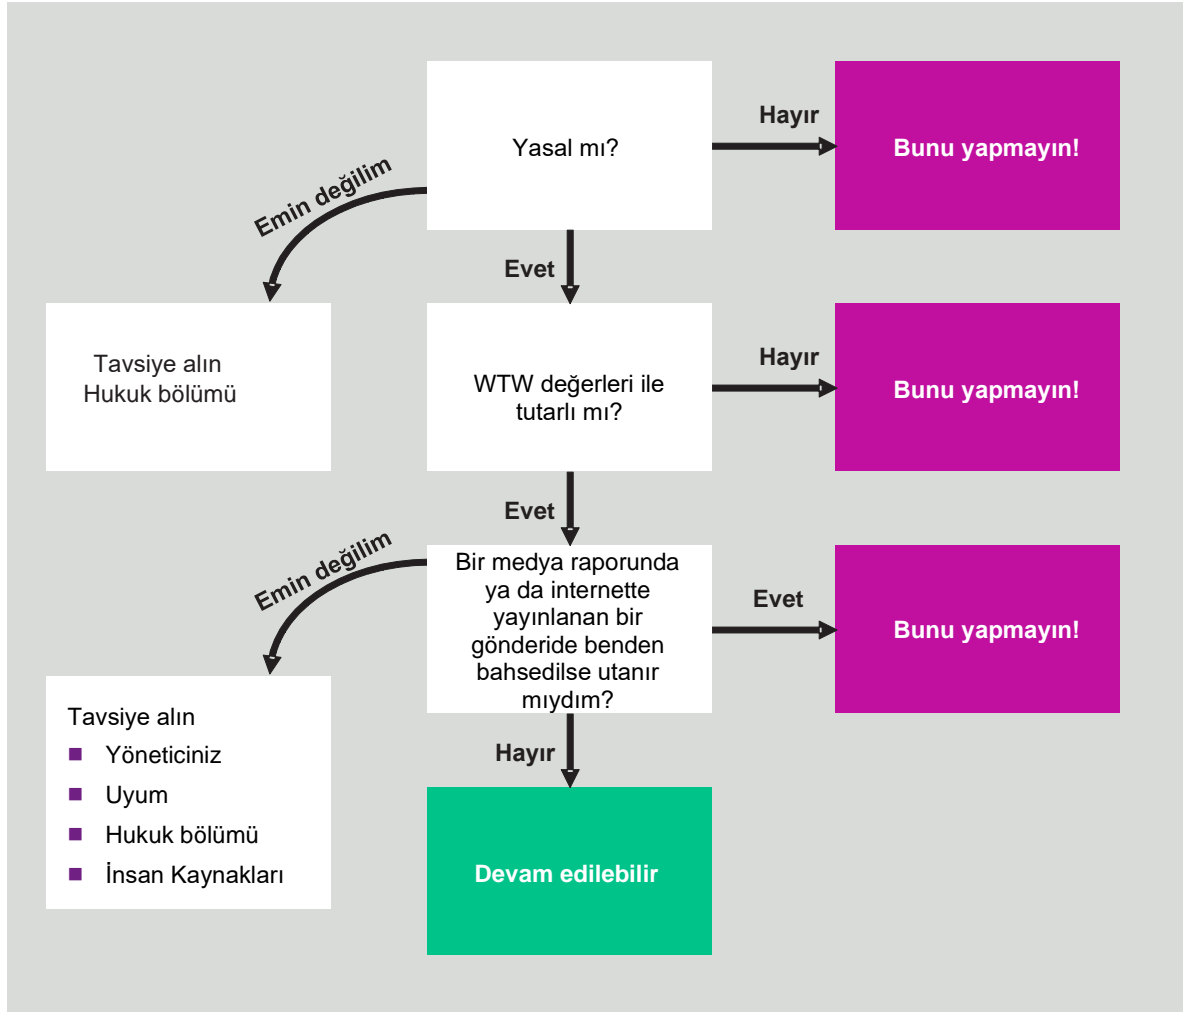 Yasal mı?
Hayır
Bunu yapmayın!
Emin değilim
Evet
Tavsiye alın
Hukuk bölümü
WTW değerleri ile
tutarlı mı?
Hayır
Bunu yapmayın!
Evet
Emin değilim
Bir medya raporunda
ya da internette
yayınlanan bir
gönderide benden
bahsedilse utanır
mıydım?
Evet
Bunu yapmayın!
Tavsiye alın
Yöneticiniz
Uyum
Hukuk bölümü
İnsan Kaynakları
Hayır
Devam edilebilir